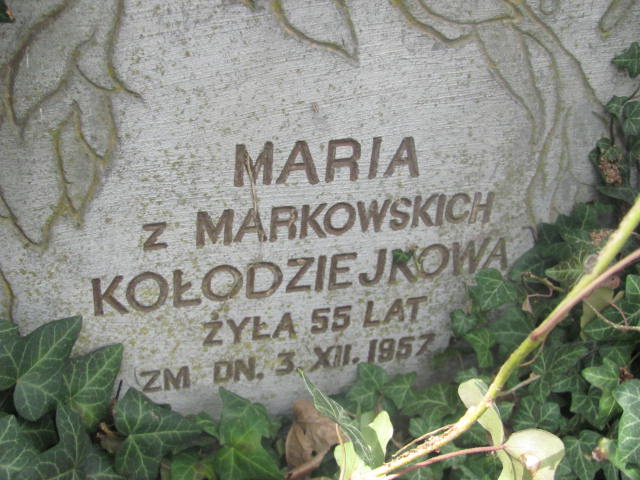 MARIA
z MARKOWSKICH
KOŁODZIEJKOWA
ŻYŁA 55 LAT
ZM DN. 3. XII. 1957